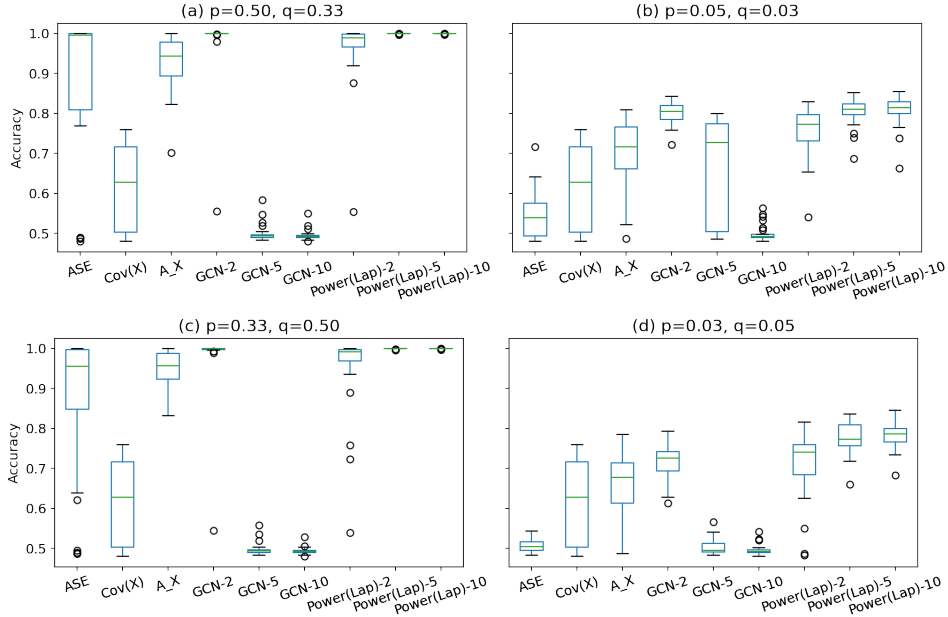 (a) p=0.50, q=0.33
(b) p=0.05, q=0.03
Accuracy
1.0
0.9
0.8
0.7
0.6
0.5
ASE
Cov(X)
A_X
GCN-2
GCN-5
GCN-10
Power(Lap)-2
Power(Lap)-5
Power(Lap)-10
ASE
Cov(X)
A_X
GCN-2
GCN-5
GCN-10
Power(Lap)-2
Power(Lap)-5
Power(Lap)-10
(c) p=0.33, q=0.50
(d) p=0.03, q=0.05
Accuracy
1.0
0.9
0.8
0.7
0.6
0.5
ASE
Cov(X)
A_X
GCN-2
GCN-5
GCN-10
Power(Lap)-2
Power(Lap)-5
Power(Lap)-10
ASE
Cov(X)
A_X
GCN-2
GCN-5
GCN-10
Power(Lap)-2
Power(Lap)-5
Power(Lap)-10